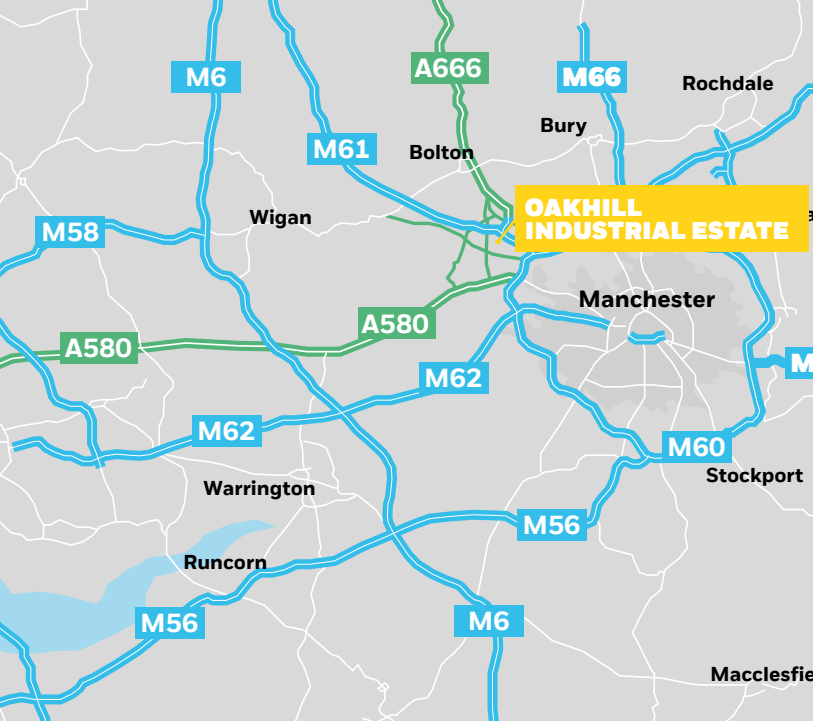 A666
M6
M66
Rochdale
Bury
M61
Bolton
OAKHILL
INDUSTRIAL ESTATE
Wigan
M58
Manchester
A580
A580
M
M62
M62
M60
Stockport
Warrington
M56
Runcorn
M56
M6
Macclesfie